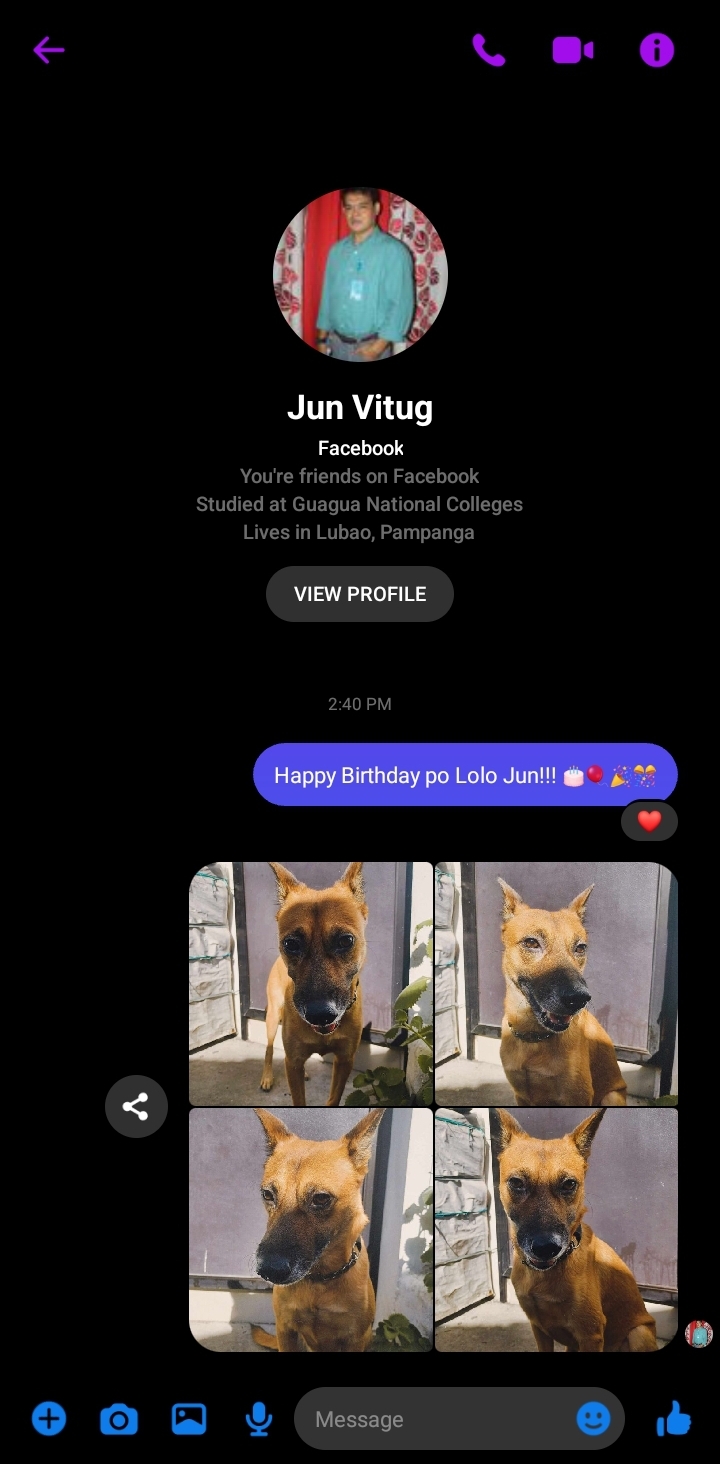 Jun Vitug
Facebook
You're friends on Facebook
Studied at Guagua National Colleges
Lives in Lubao, Pampanga
VIEW PROFILE
2:40 PM
Happy Birthday po Lolo Jun!!! 🎂🎈🎉🎊
Message